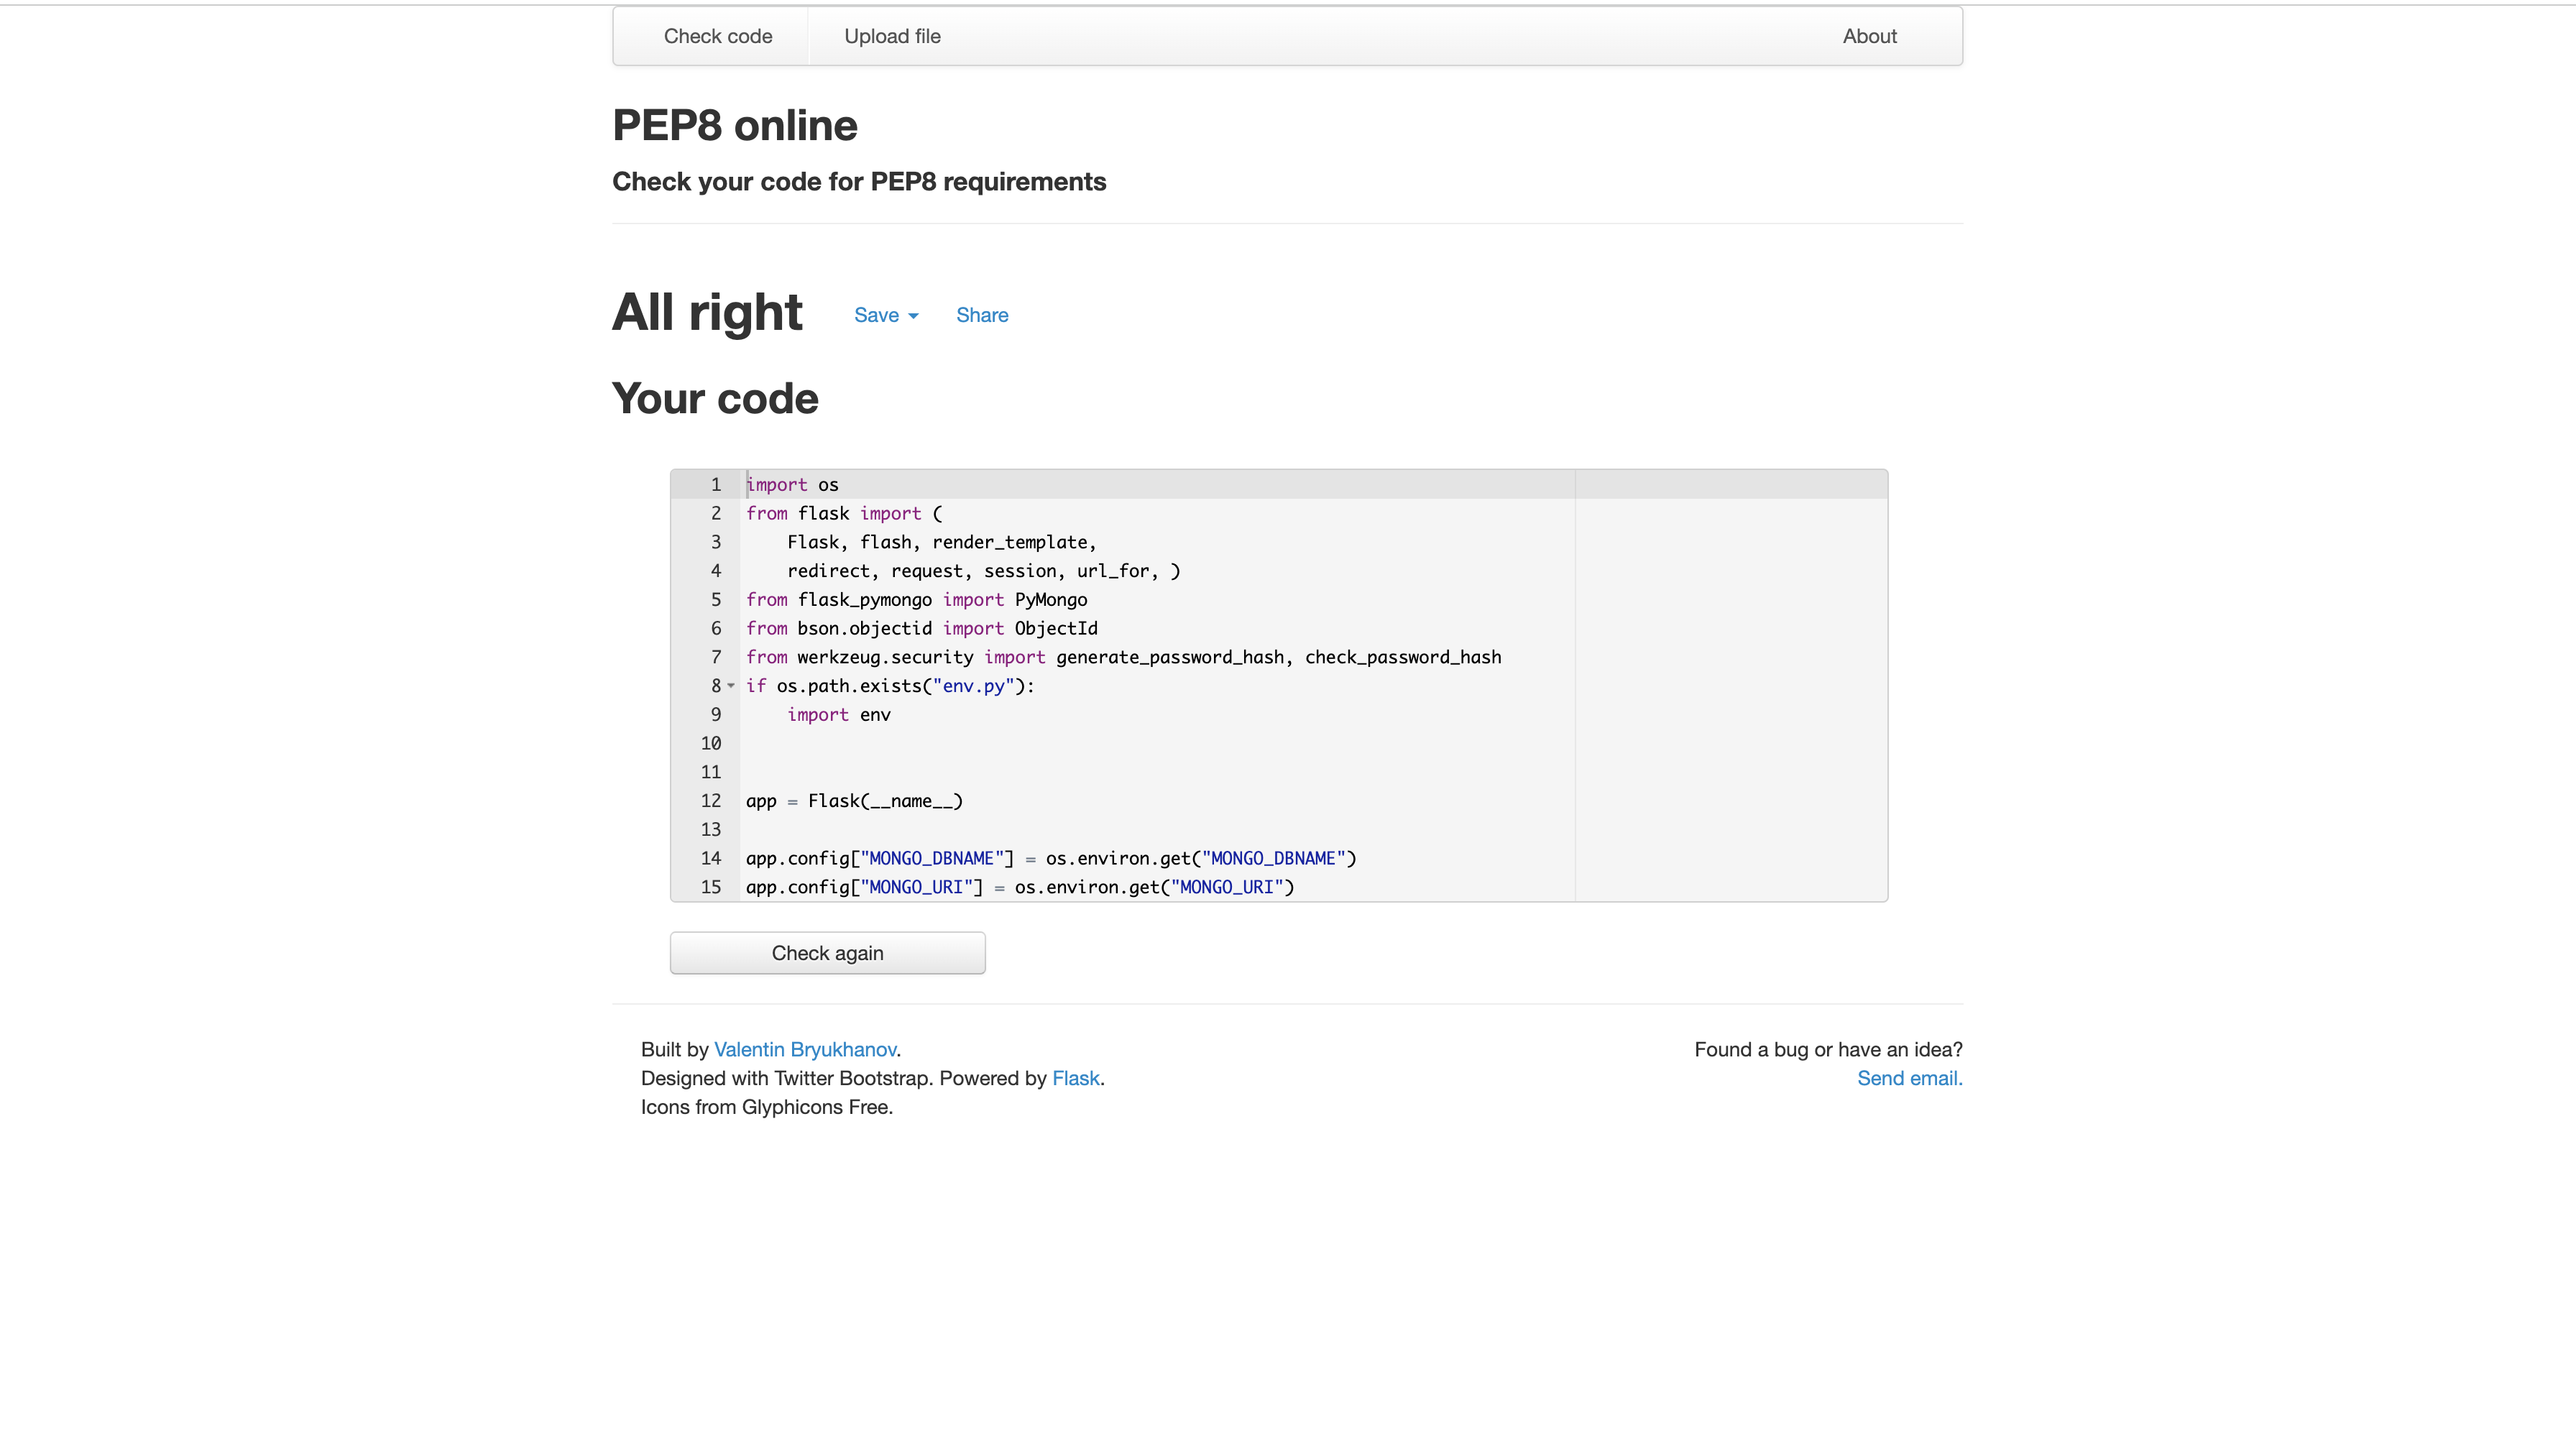 Check code Upload file About
PEP8 online
Check your code for PEP8 requirements
All right Save Share
Your code
1 import os
2 from flask import (
3     Flask, flash, render_template,
4     redirect, request, session, url_for, )
5 from flask_pymongo import PyMongo
6 from bson.objectid import ObjectId
7 from werkzeug.security import generate_password_hash, check_password_hash
8 if os.path.exists("env.py"):
9     import env
10
11
12 app = Flask(__name__)
13
14 app.config["MONGO_DBNAME"] = os.environ.get("MONGO_DBNAME")
15 app.config["MONGO_URI"] = os.environ.get("MONGO_URI")
Check again
Built by Valentin Bryukhanov.
Designed with Twitter Bootstrap. Powered by Flask.
Icons from Glyphicons Free.
Found a bug or have an idea?
Send email.